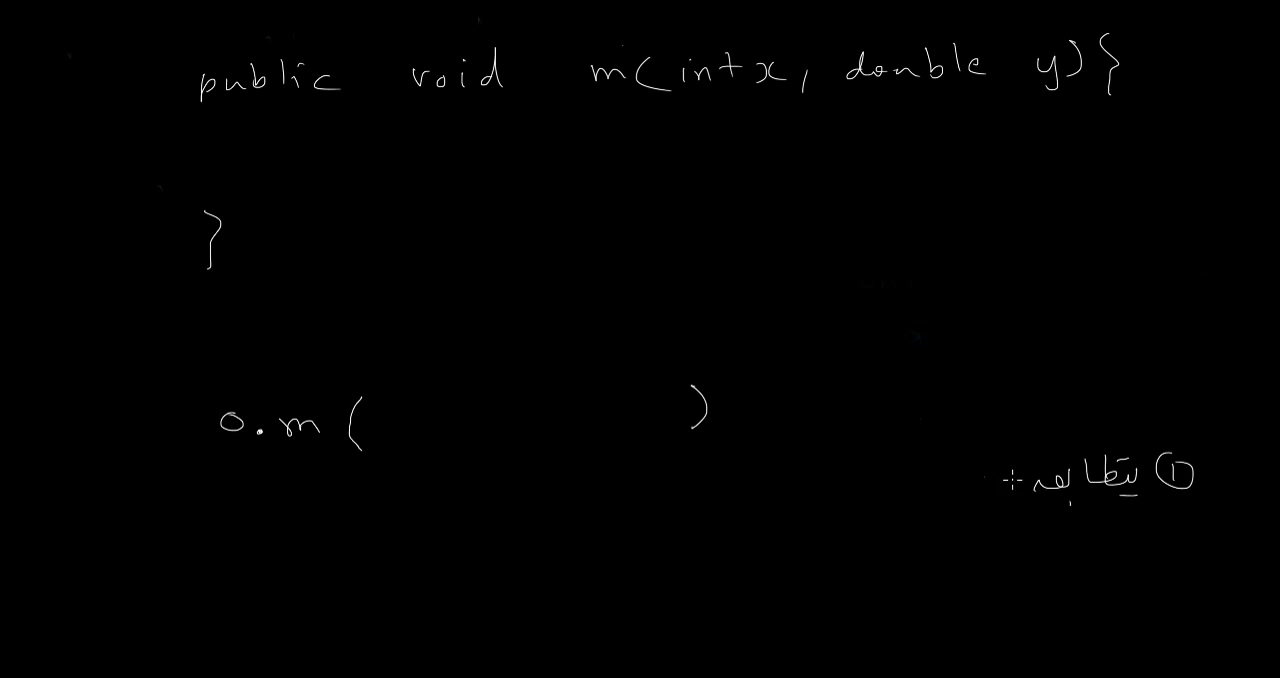 public void m(int x, double y){
}
o.m( )
① يتطابق +